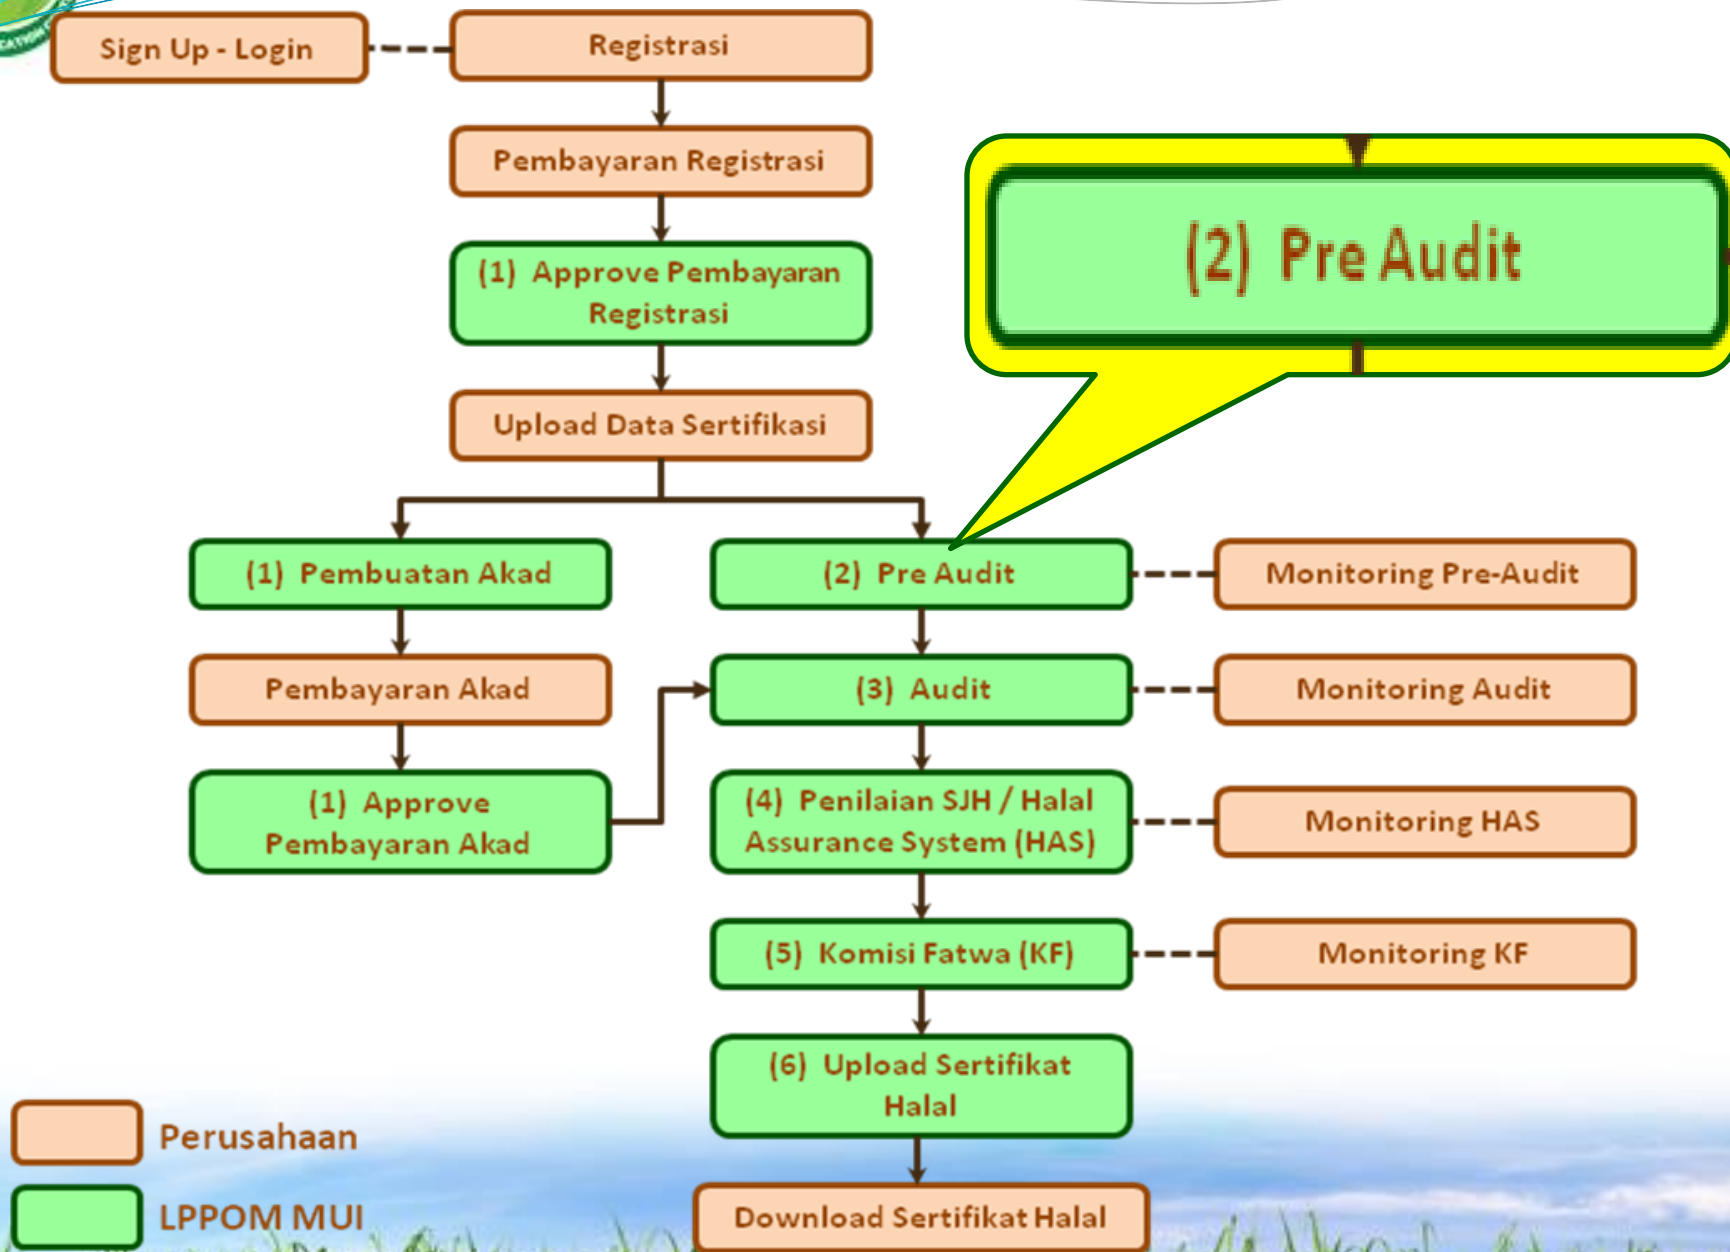 CATION
Sign Up - Login
Registrasi
Pembayaran Registrasi
(1) Approve Pembayaran
Registrasi
(2) Pre Audit
Upload Data Sertifikasi
(1) Pembuatan Akad
(2) Pre Audit
Monitoring Pre-Audit
Pembayaran Akad
(3) Audit
Monitoring Audit
(1) Approve
Pembayaran Akad
(4) Penilaian SJH / Halal
Assurance System (HAS)
Monitoring HAS
(5) Komisi Fatwa (KF)
Monitoring KF
(6) Upload Sertifikat
Halal
Perusahaan
LPPOM MUI
Download Sertifikat Halal